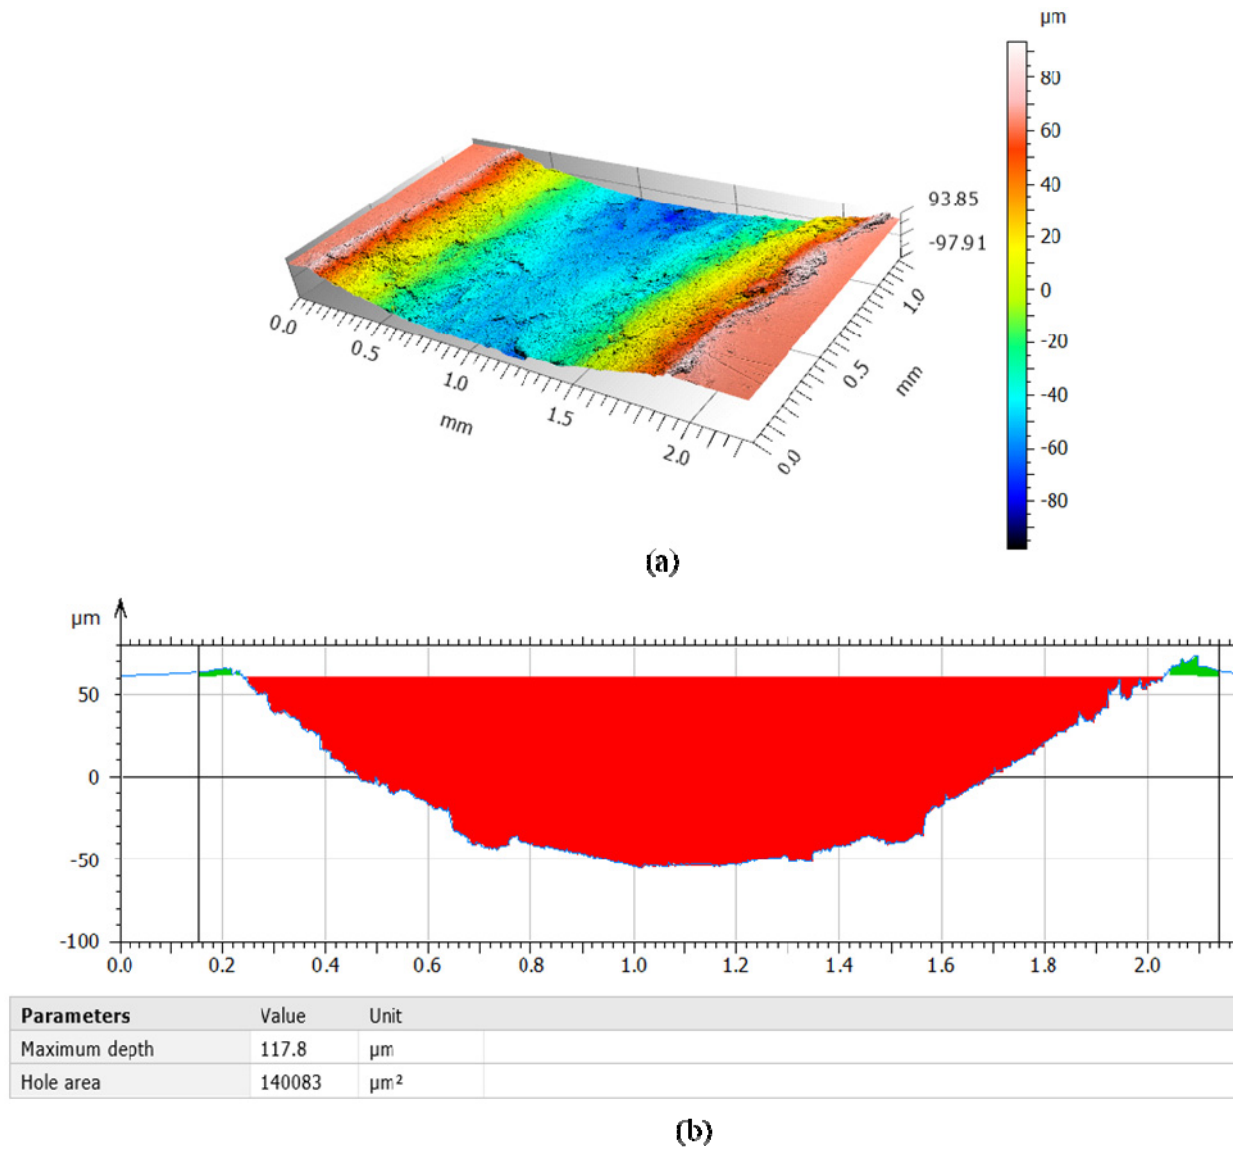 µm
80
60
40
20
0
-20
-40
-60
-80
93.85
-97.91
1.0
0.5
0.0
mm
0.0
0.5
1.0
1.5
2.0
mm
(a)
µm
50
0
-50
-100
0.0 0.2 0.4 0.6 0.8 1.0 1.2 1.4 1.6 1.8 2.0
Parameters Value Unit
Maximum depth 117.8 µm
Hole area 140083 µm²
(b)